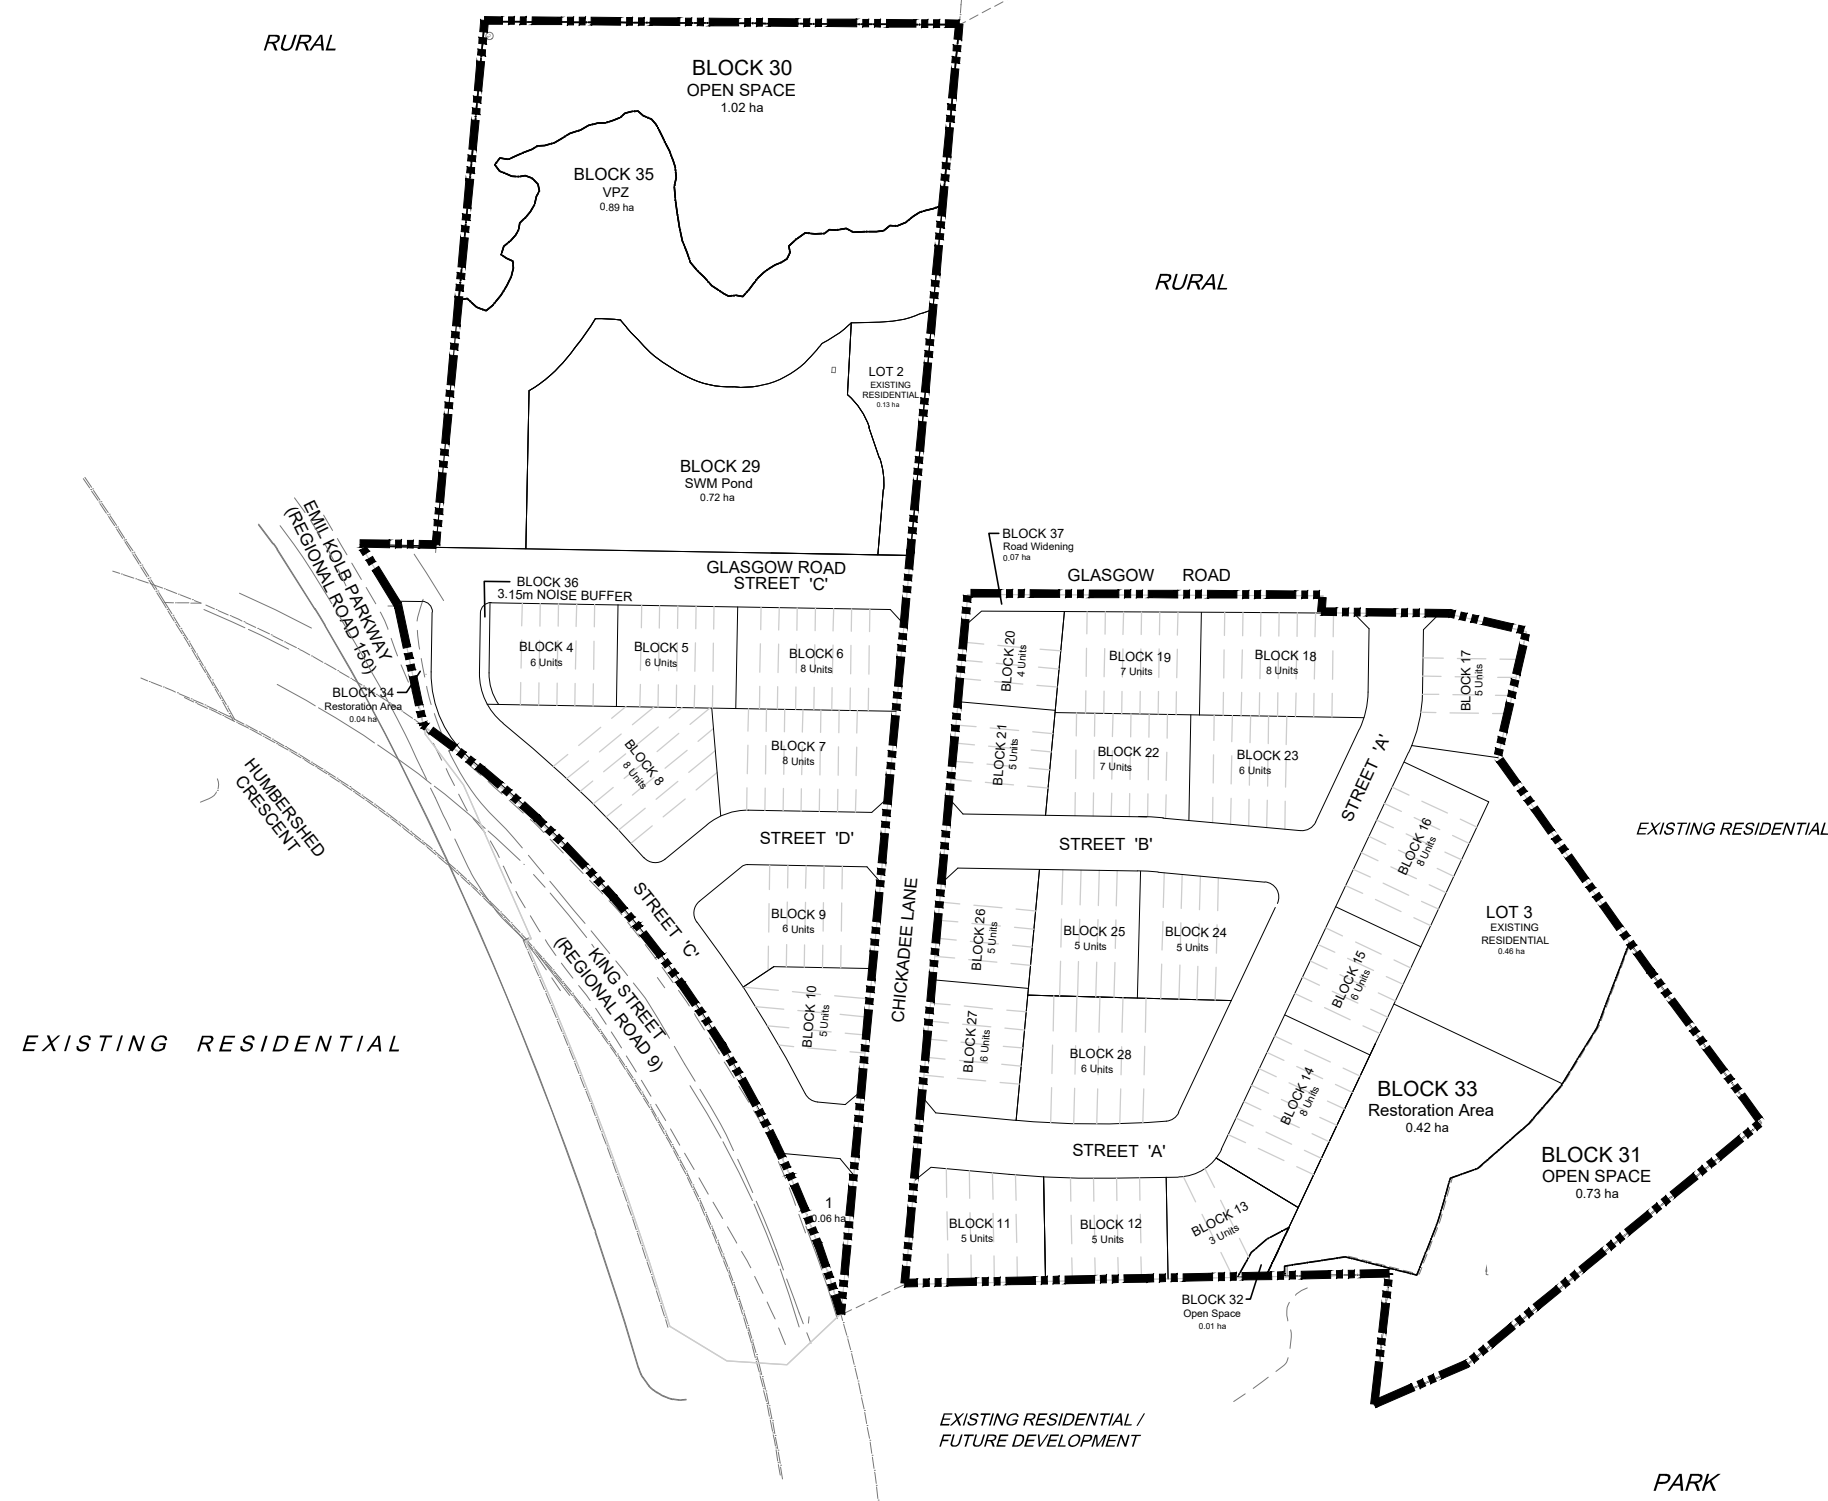 RURAL
BLOCK 30
OPEN SPACE
1.02 ha
BLOCK 35
VPZ
0.89 ha
RURAL
LOT 2
EXISTING
RESIDENTIAL
0.13 ha
BLOCK 29
SWM Pond
0.72 ha
EMIL KOLB PARKWAY
(REGIONAL ROAD 150)
BLOCK 37
Road Widening
0.07 ha
GLASGOW ROAD
STREET 'C'
GLASGOW ROAD
BLOCK 36
3.15m NOISE BUFFER
BLOCK 4
6 Units
BLOCK 5
6 Units
BLOCK 6
8 Units
BLOCK 20
4 Units
BLOCK 19
7 Units
BLOCK 18
8 Units
BLOCK 17
5 Units
BLOCK 34
Restoration Area
0.04 ha
BLOCK 8
8 Units
BLOCK 7
8 Units
BLOCK 21
5 Units
BLOCK 22
7 Units
BLOCK 23
6 Units
STREET 'A'
HUMBERSHED
CRESCENT
STREET 'D'
STREET 'B'
BLOCK 16
8 Units
EXISTING RESIDENTIAL
STREET 'C'
BLOCK 9
6 Units
CHICKADEE LANE
BLOCK 26
5 Units
BLOCK 25
5 Units
BLOCK 24
5 Units
LOT 3
EXISTING
RESIDENTIAL
0.46 ha
BLOCK 15
6 Units
KING STREET
(REGIONAL ROAD 9)
BLOCK 10
5 Units
BLOCK 27
6 Units
BLOCK 28
6 Units
EXISTING RESIDENTIAL
BLOCK 14
8 Units
BLOCK 33
Restoration Area
0.42 ha
STREET 'A'
BLOCK 31
OPEN SPACE
0.73 ha
1
0.06 ha
BLOCK 11
5 Units
BLOCK 12
5 Units
BLOCK 13
3 Units
BLOCK 32
Open Space
0.01 ha
EXISTING RESIDENTIAL /
FUTURE DEVELOPMENT
PARK